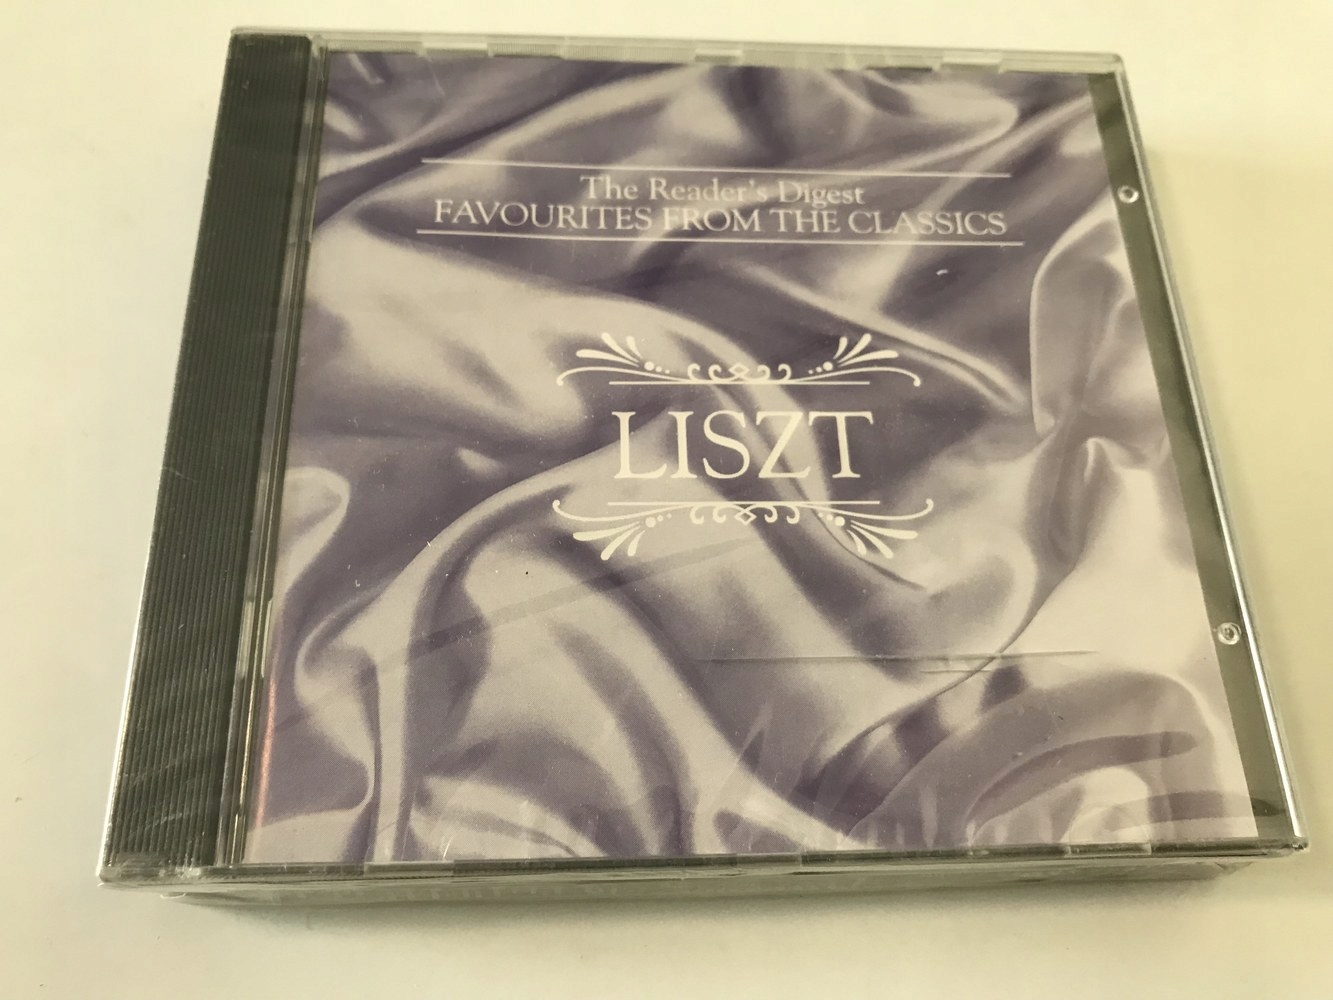 The Reader's Digest
FAVOURITES FROM THE CLASSICS
LISZT